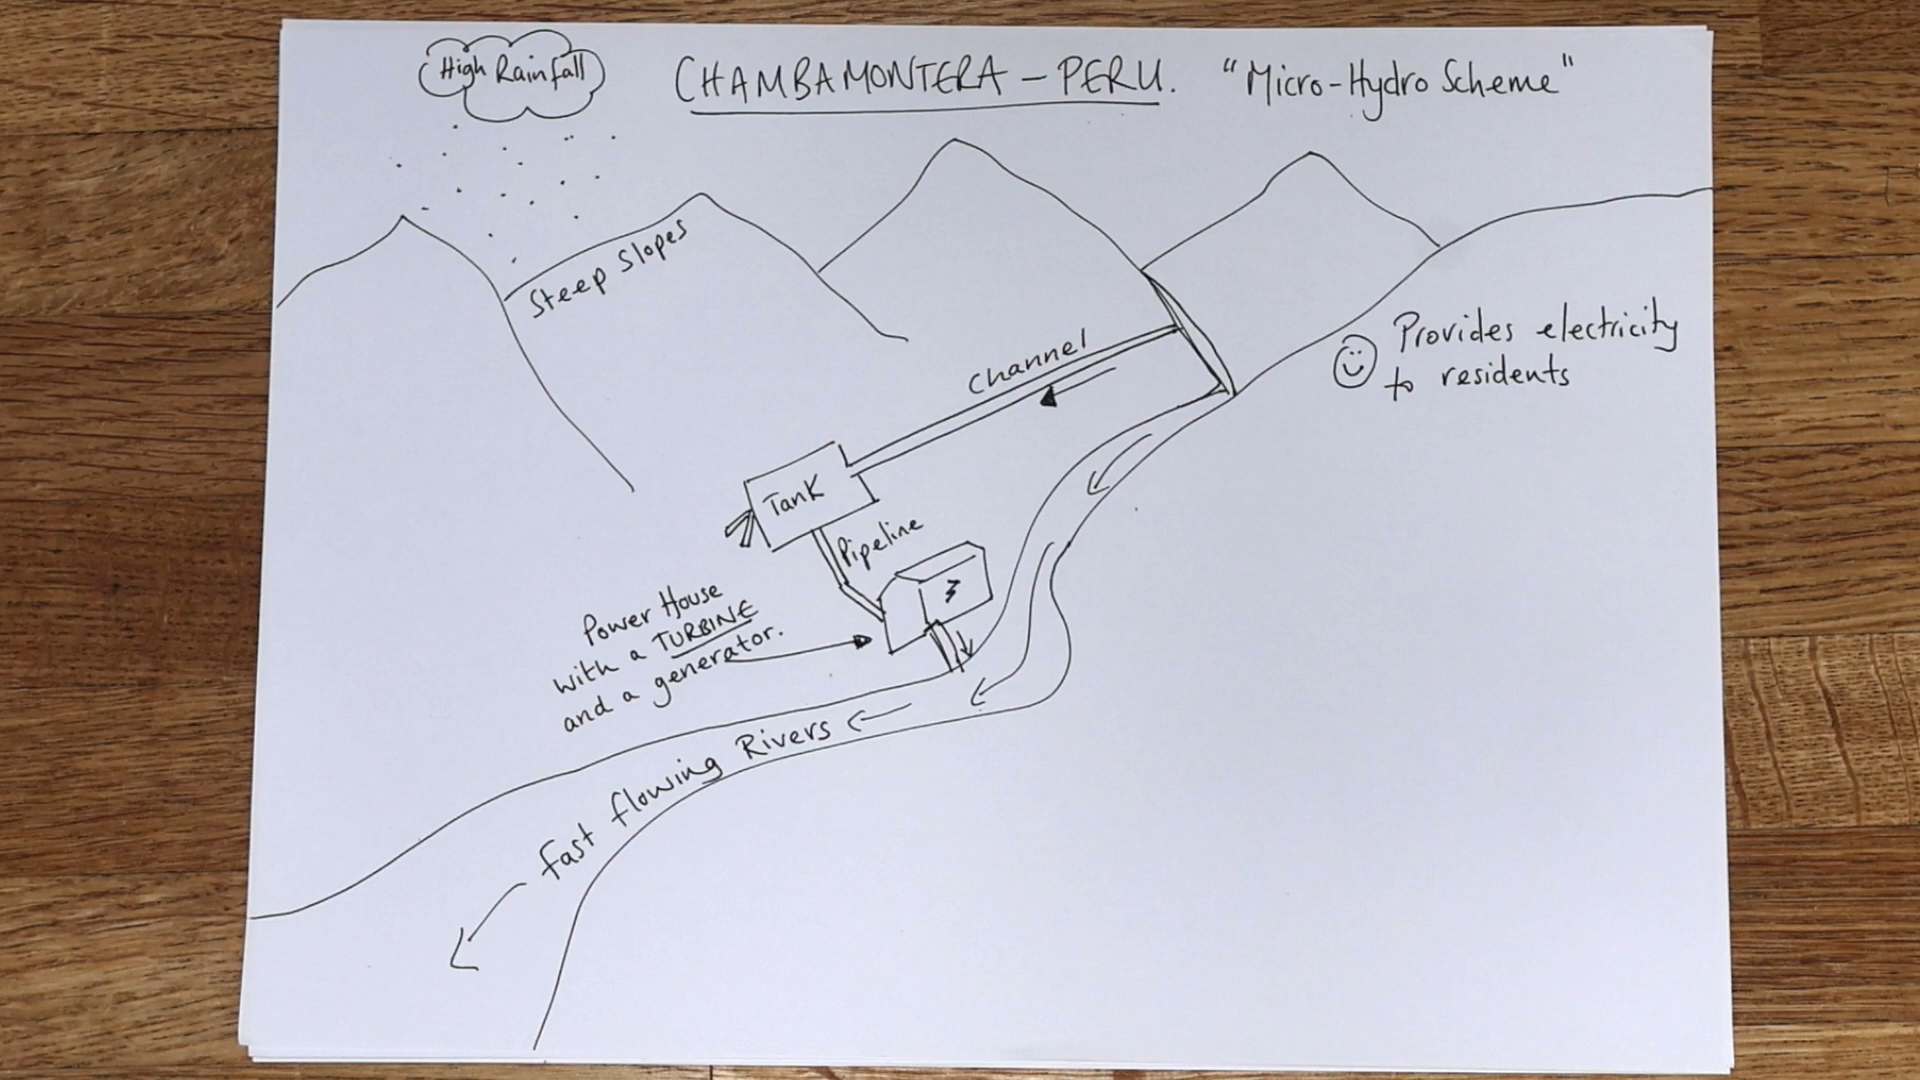 High Rainfall
CHAMBAMONTERA - PERU. "Micro-Hydro Scheme"
Steep Slopes
Channel
Provides electricity
to residents
Tank
Pipeline
Power House
with a TURBINE
and a generator.
Fast flowing Rivers